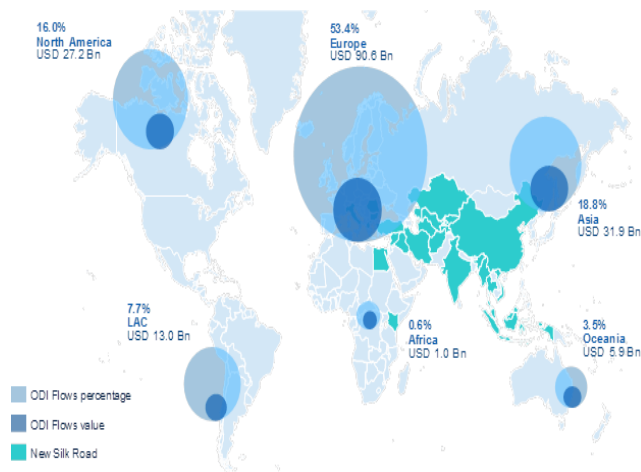 16.0%
North America
USD 27.2 Bn
53.4%
Europe
USD 90.6 Bn
18.8%
Asia
USD 31.9 Bn
7.7%
LAC
USD 13.0 Bn
0.6%
Africa
USD 1.0 Bn
3.5%
Oceania
USD 5.9 Bn
ODI Flows percentage
ODI Flows value
New Silk Road